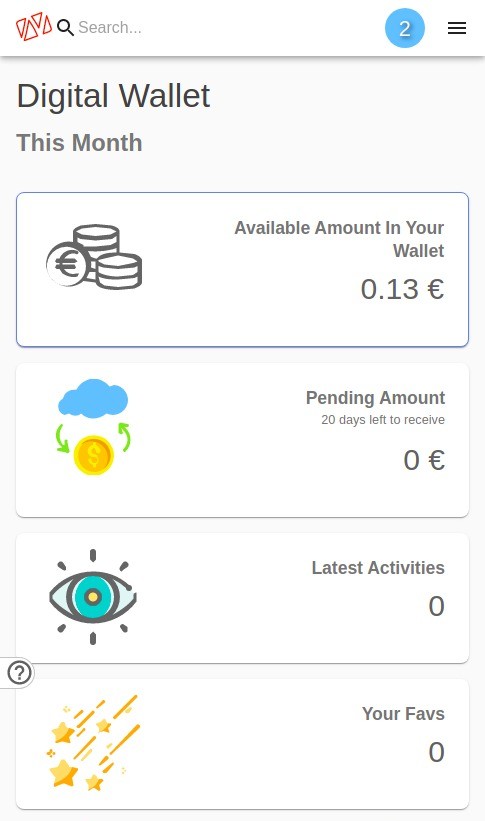 Search...
2
Digital Wallet
This Month
Available Amount In Your
Wallet
0.13 €
Pending Amount
20 days left to receive
0 €
Latest Activities
0
Your Favs
0